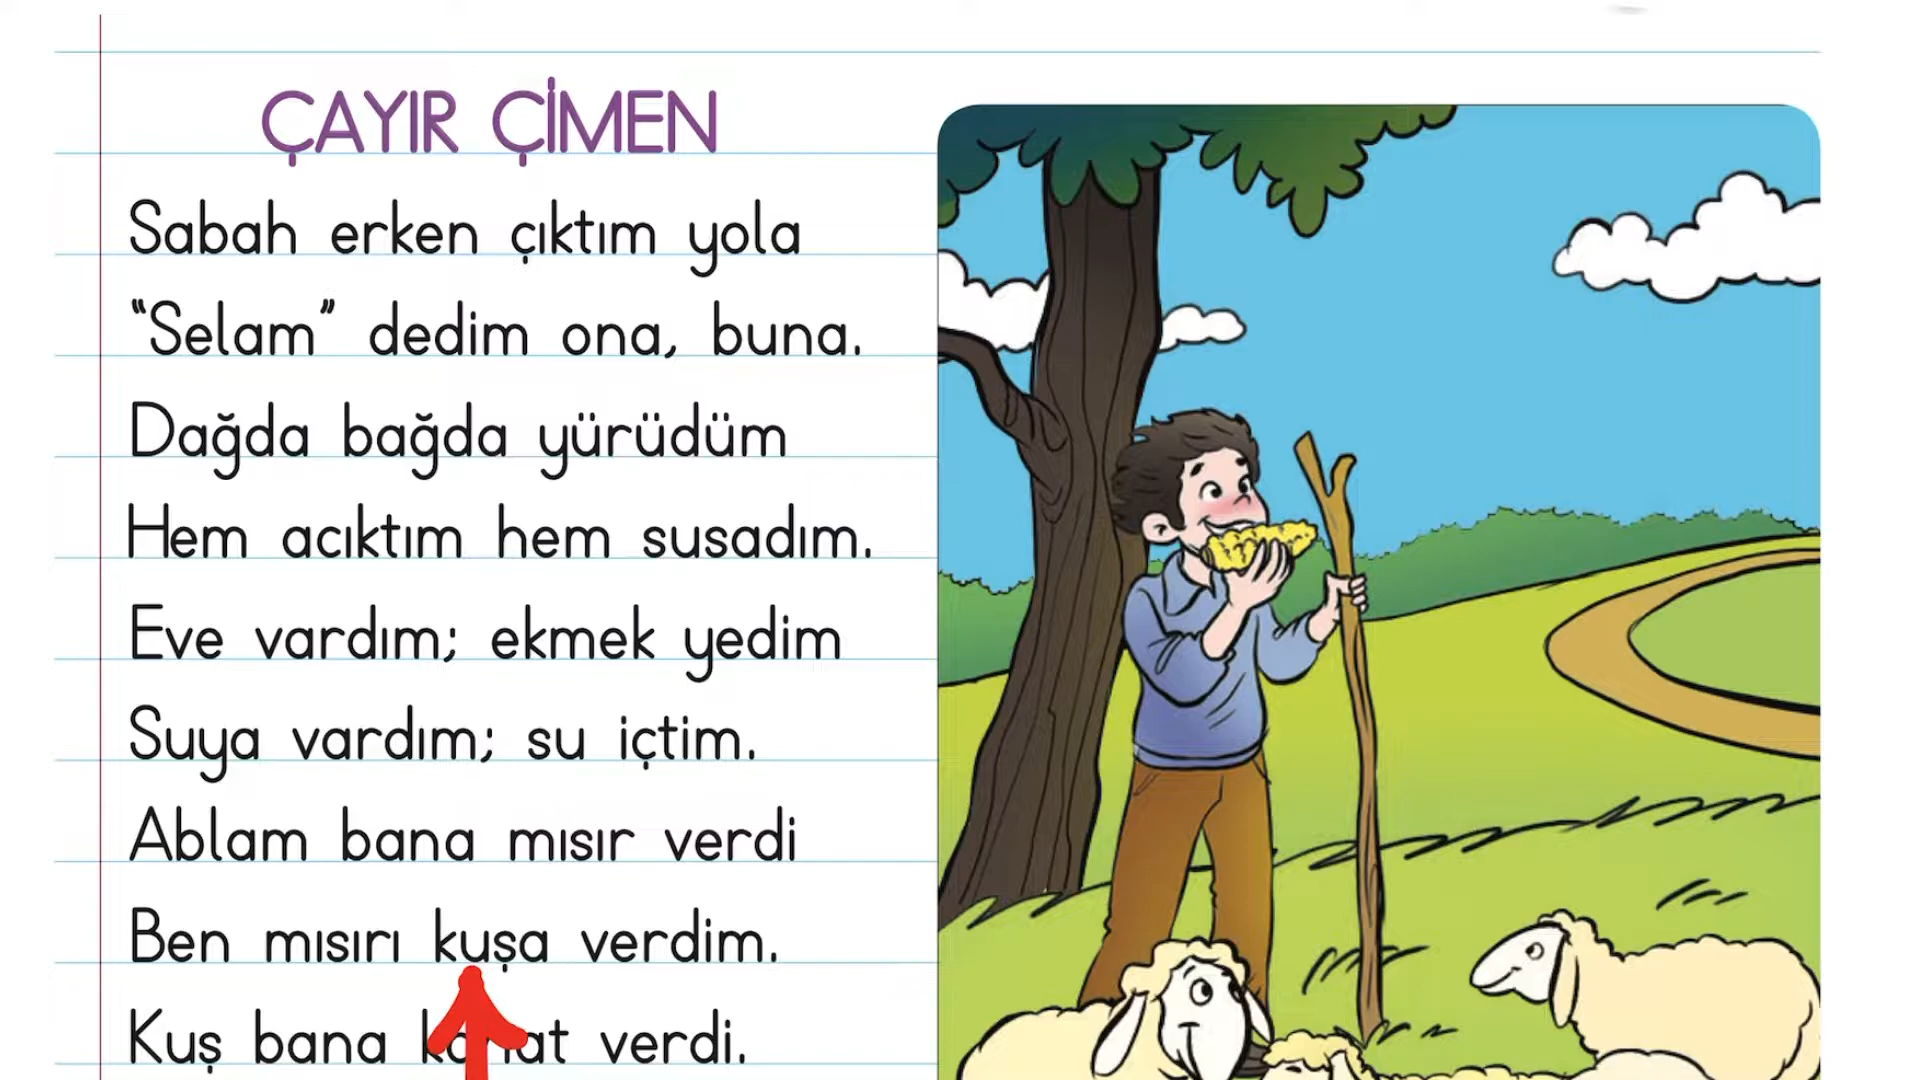 ÇAYIR ÇİMEN
Sabah erken çıktım yola
“Selam” dedim ona, buna.
Dağda bağda yürüdüm
Hem acıktım hem susadım.
Eve vardım; ekmek yedim
Suya vardım; su içtim.
Ablam bana mısır verdi
Ben mısırı kuşa verdim.
Kuş bana verdi.